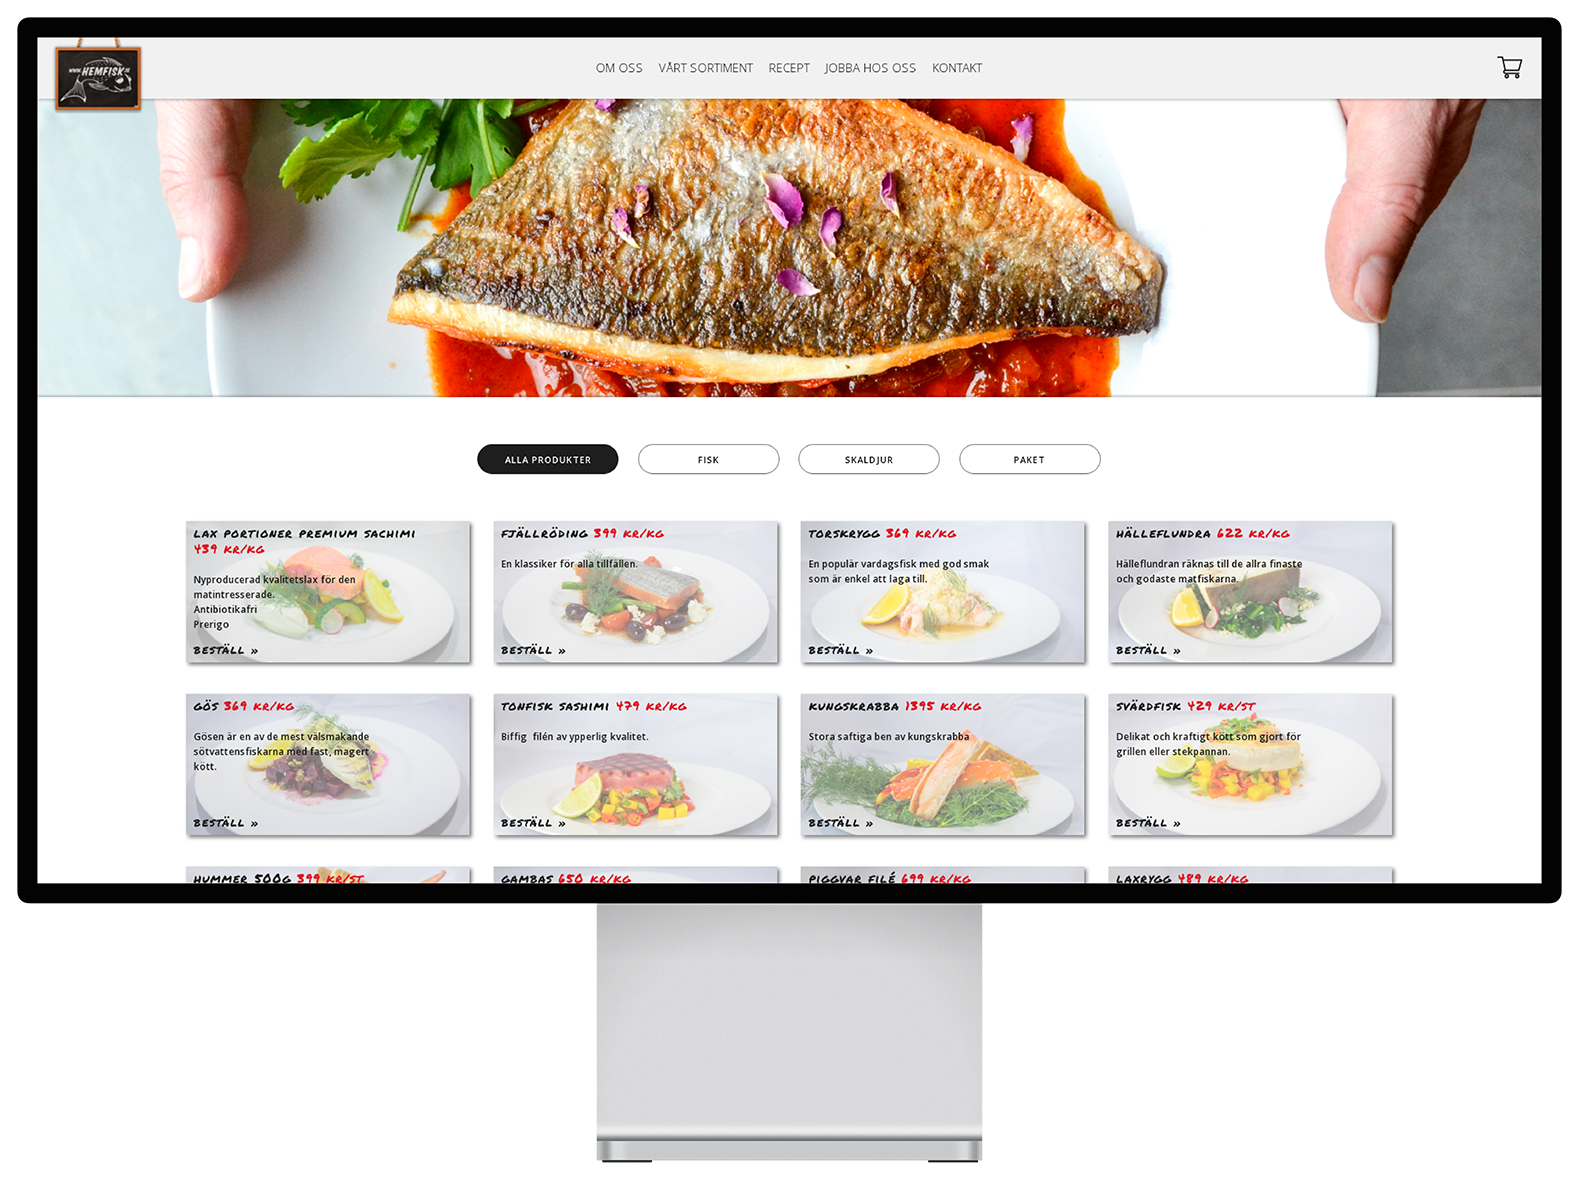 www.HEMFISK.se
OM OSS VÅRT SORTIMENT RECEPT JOBBA HOS OSS KONTAKT
ALLA PRODUKTER FISK SKALDJUR PAKET
LAX PORTIONER PREMIUM SACHIMI
439 KR/KG
Nyproducerad kvalitetslax för den
matintresserade.
Antibiotikafri
Prerigo
BESTÄLL »
FJÄLLRÖDING 399 KR/KG
En klassiker för alla tillfällen.
BESTÄLL »
TORSKRYGG 369 KR/KG
En populär vardagsfisk med god smak
som är enkel att laga till.
BESTÄLL »
HÄLLEFLUNDRA 622 KR/KG
Hälleflundran räknas till de allra finaste
och godaste matfiskarna.
BESTÄLL »
GÖS 369 KR/KG
Gösen är en av de mest välsmakande
sötvattensfiskarna med fast, magert
kött.
BESTÄLL »
TONFISK SASHIMI 479 KR/KG
Biffig filén av ypperlig kvalitet.
BESTÄLL »
KUNGSKRABBA 1395 KR/KG
Stora saftiga ben av kungskrabba
BESTÄLL »
SVÄRDFISK 429 KR/ST
Delikat och kraftigt kött som gjort för
grillen eller stekpannan.
BESTÄLL »
HUMMER 500G 399 KR/ST
GAMBAS 650 KR/KG
PIGGVAR FILÉ 699 KR/KG
LAXRYGG 489 KR/KG